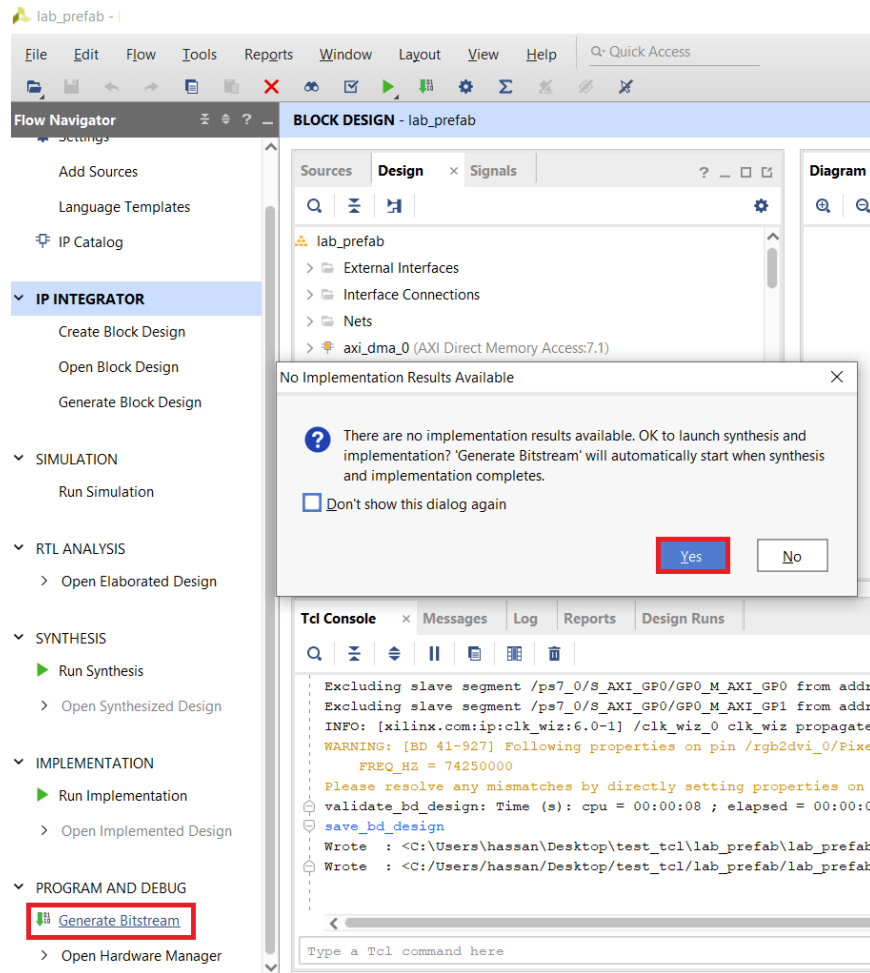 lab_prefab -
File Edit Flow Tools Reports Window Layout View Help Quick Access
Flow Navigator
Settings
Add Sources
Language Templates
IP Catalog
IP INTEGRATOR
Create Block Design
Open Block Design
Generate Block Design
SIMULATION
Run Simulation
RTL ANALYSIS
Open Elaborated Design
SYNTHESIS
Run Synthesis
Open Synthesized Design
IMPLEMENTATION
Run Implementation
Open Implemented Design
PROGRAM AND DEBUG
Generate Bitstream
Open Hardware Manager
BLOCK DESIGN - lab_prefab
Sources Design × Signals
Diagram
lab_prefab
External Interfaces
Interface Connections
Nets
axi_dma_0 (AXI Direct Memory Access:7.1)
No Implementation Results Available
There are no implementation results available. OK to launch synthesis and
implementation? 'Generate Bitstream' will automatically start when synthesis
and implementation completes.
Don't show this dialog again
Yes No
Tcl Console × Messages Log Reports Design Runs
Excluding slave segment /ps7_0/S_AXI_GP0/GP0_M_AXI_GP0 from addr
Excluding slave segment /ps7_0/S_AXI_GP0/GP0_M_AXI_GP1 from addr
INFO: [xilinx.com:ip:clk_wiz:6.0-1] /clk_wiz_0 clk_wiz propagate
WARNING: [BD 41-927] Following properties on pin /rgb2dvi_0/Pixe
FREQ_HZ = 74250000
Please resolve any mismatches by directly setting properties on
validate_bd_design: Time (s): cpu = 00:00:08 ; elapsed = 00:00:0
save_bd_design
Wrote : <C:\Users\hassan\Desktop\test_tcl\lab_prefab\lab_prefab
Wrote : <C:/Users/hassan/Desktop/test_tcl/lab_prefab/lab_prefab
Type a Tcl command here